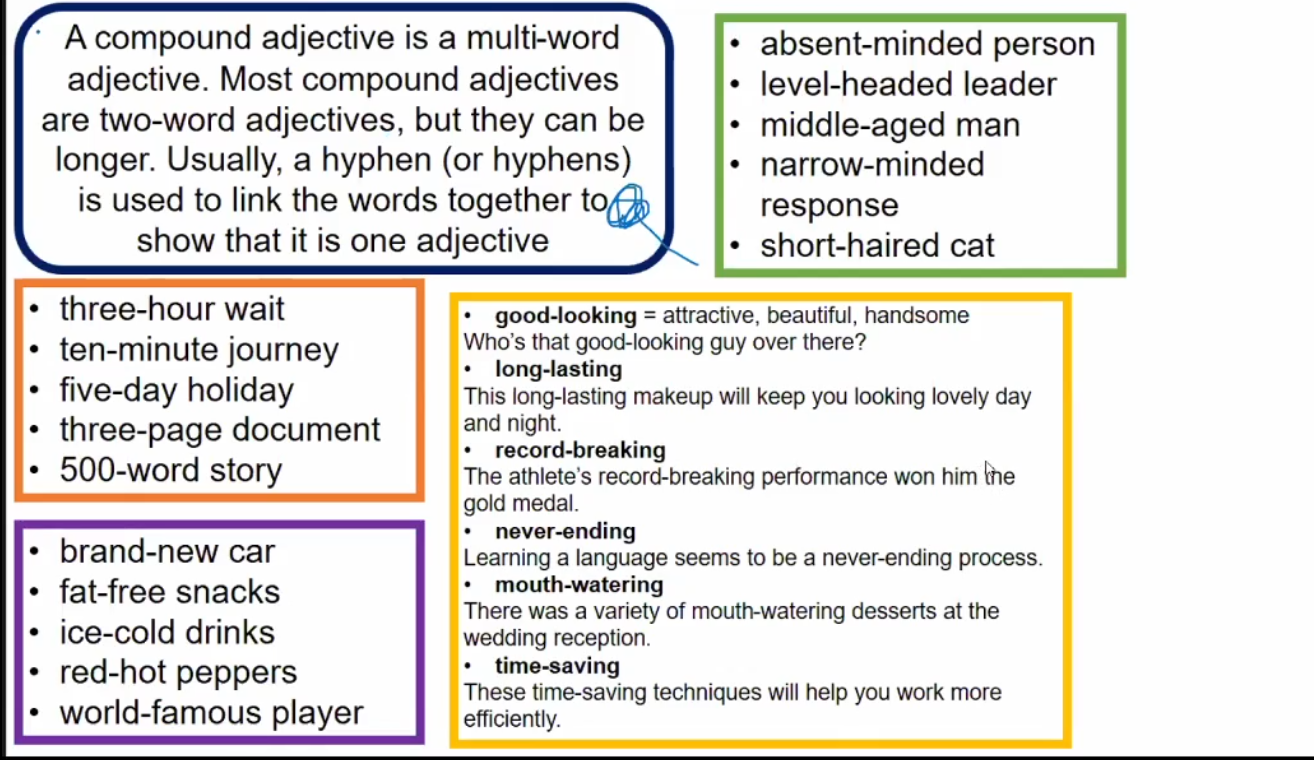 A compound adjective is a multi-word
adjective. Most compound adjectives
are two-word adjectives, but they can be
longer. Usually, a hyphen (or hyphens)
is used to link the words together to
show that it is one adjective
• absent-minded person
• level-headed leader
• middle-aged man
• narrow-minded
response
• short-haired cat
• three-hour wait
• ten-minute journey
• five-day holiday
• three-page document
• 500-word story
• brand-new car
• fat-free snacks
• ice-cold drinks
• red-hot peppers
• world-famous player
• good-looking = attractive, beautiful, handsome
Who's that good-looking guy over there?
• long-lasting
This long-lasting makeup will keep you looking lovely day
and night.
• record-breaking
The athlete's record-breaking performance won him the
gold medal.
• never-ending
Learning a language seems to be a never-ending process.
• mouth-watering
There was a variety of mouth-watering desserts at the
wedding reception.
• time-saving
These time-saving techniques will help you work more
efficiently.